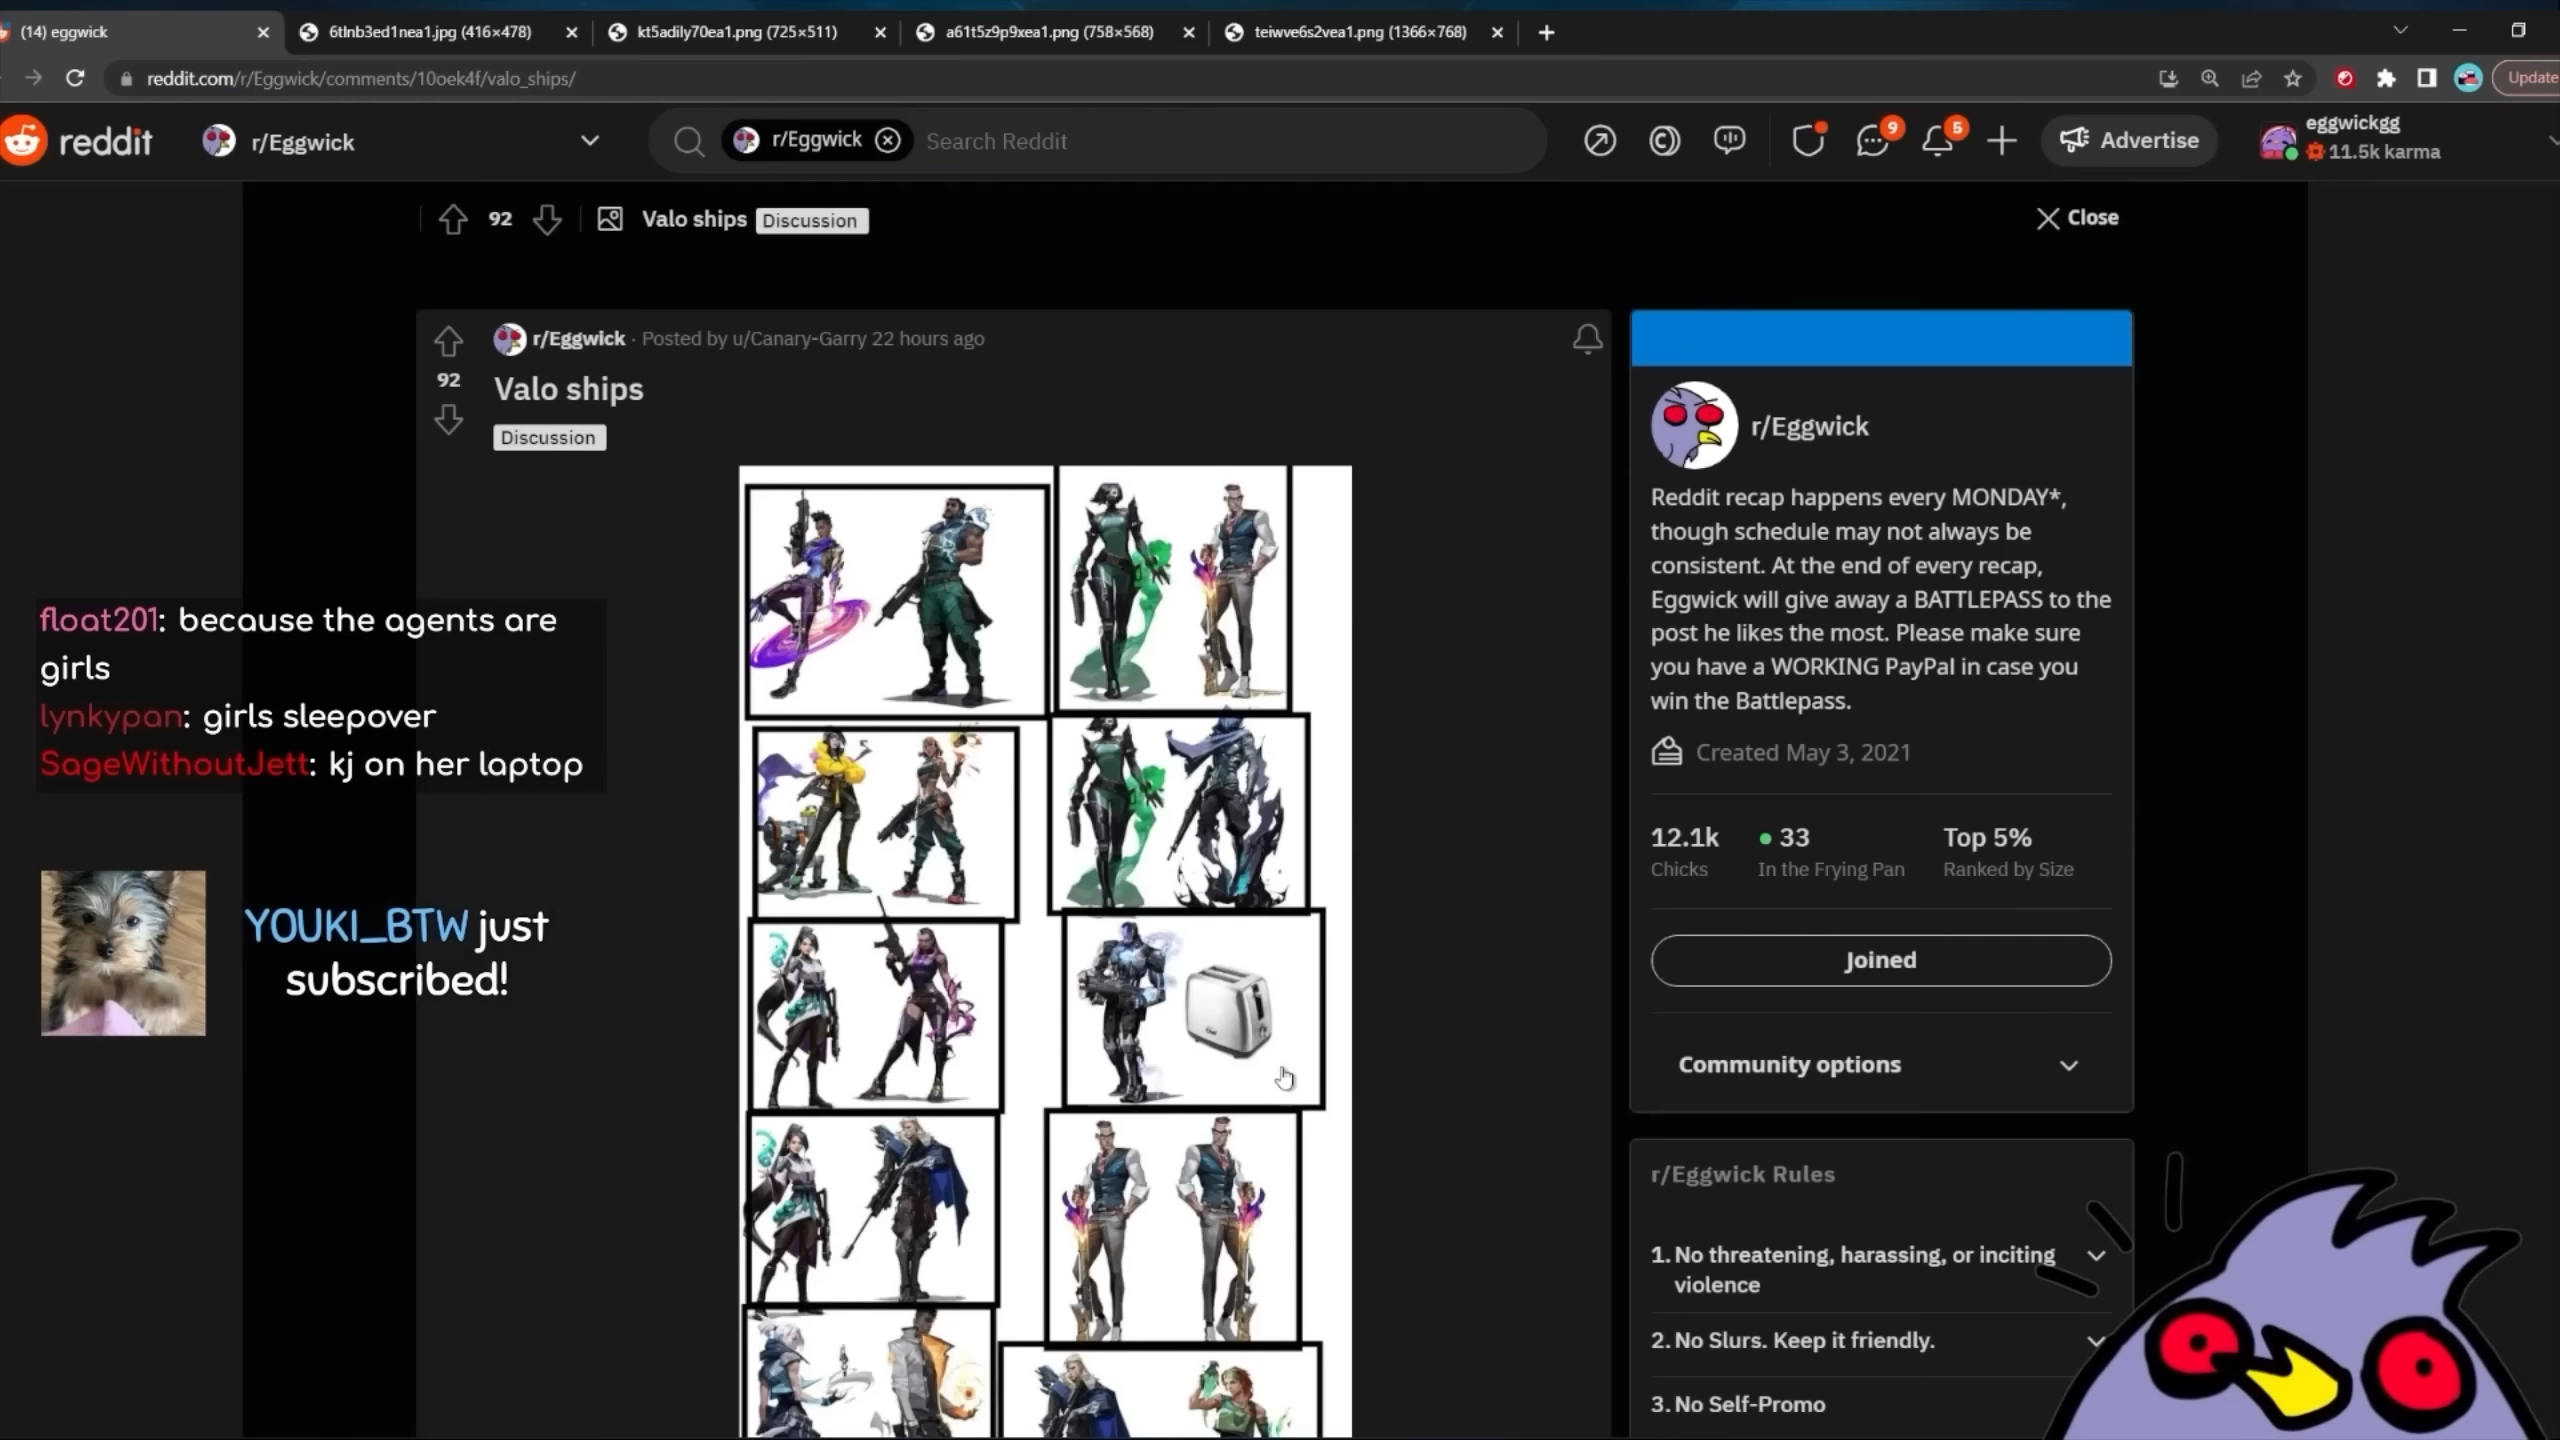 (14) eggwick
6tlnb3ed1nea1.jpg (416×478)
kt5adily70ea1.png (725×511)
a61t5z9p9xea1.png (758×568)
teiwve6s2vea1.png (1366×768)
reddit.com/r/Eggwick/comments/10oek4f/valo_ships/
Update
reddit
r/Eggwick
r/Eggwick
Search Reddit
9
5
Advertise
eggwickgg
11.5k karma
92
Valo ships
Discussion
Close
r/Eggwick · Posted by u/Canary-Garry 22 hours ago
92
Valo ships
Discussion
float201: because the agents are
girls
lynkypan: girls sleepover
SageWithoutJett: kj on her laptop
YOUKI_BTW just
subscribed!
r/Eggwick
Reddit recap happens every MONDAY*,
though schedule may not always be
consistent. At the end of every recap,
Eggwick will give away a BATTLEPASS to the
post he likes the most. Please make sure
you have a WORKING PayPal in case you
win the Battlepass.
Created May 3, 2021
12.1k
33
Top 5%
Chicks
In the Frying Pan
Ranked by Size
Joined
Community options
r/Eggwick Rules
1. No threatening, harassing, or inciting
violence
2. No Slurs. Keep it friendly.
3. No Self-Promo